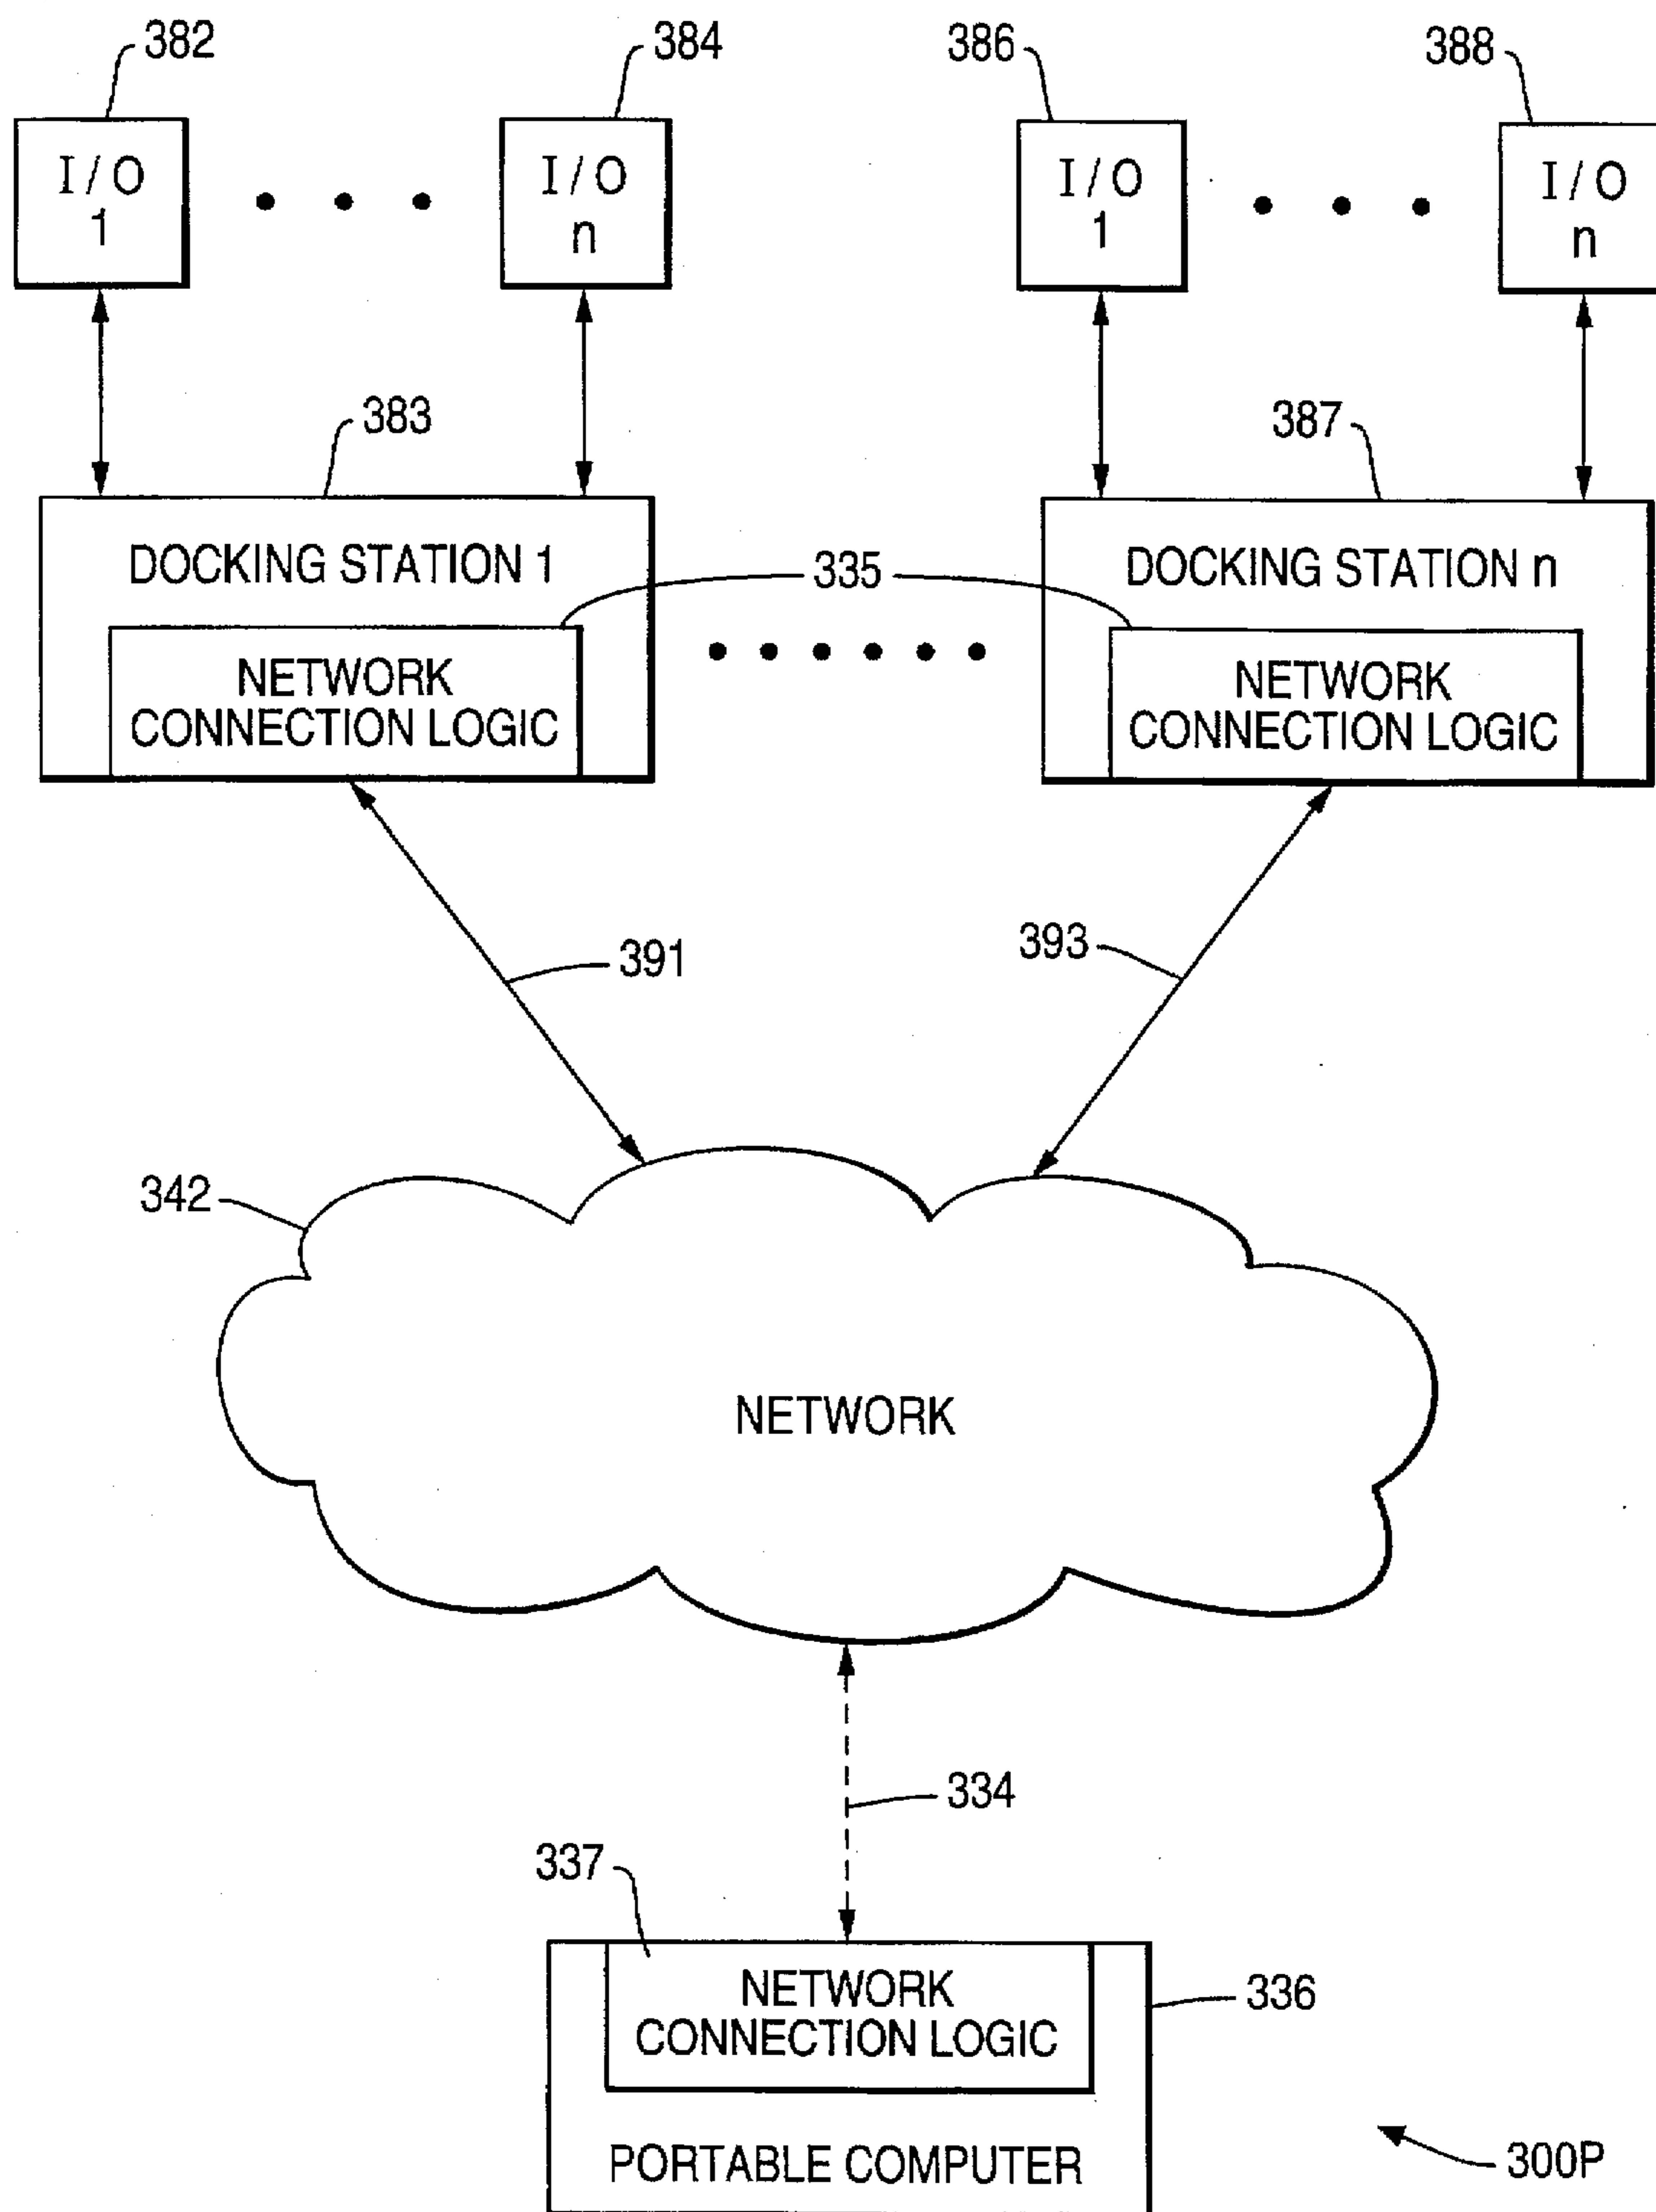 382
384
386
388
I/O
1
I/O
n
I/O
1
I/O
n
383
387
DOCKING STATION 1
335
DOCKING STATION n
NETWORK
CONNECTION LOGIC
NETWORK
CONNECTION LOGIC
391
393
342
NETWORK
334
337
NETWORK
CONNECTION LOGIC
336
PORTABLE COMPUTER
300P